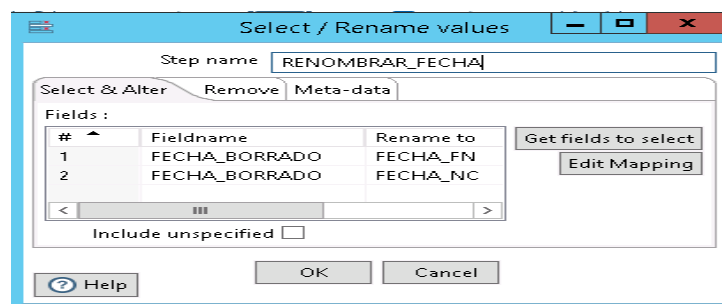 Select / Rename values
Step name RENOMBRAR_FECHA
Select & Alter Remove Meta-data
Fields :
# Fieldname Rename to
1 FECHA_BORRADO FECHA_FN
2 FECHA_BORRADO FECHA_NC
Get fields to select
Edit Mapping
Include unspecified
Help OK Cancel